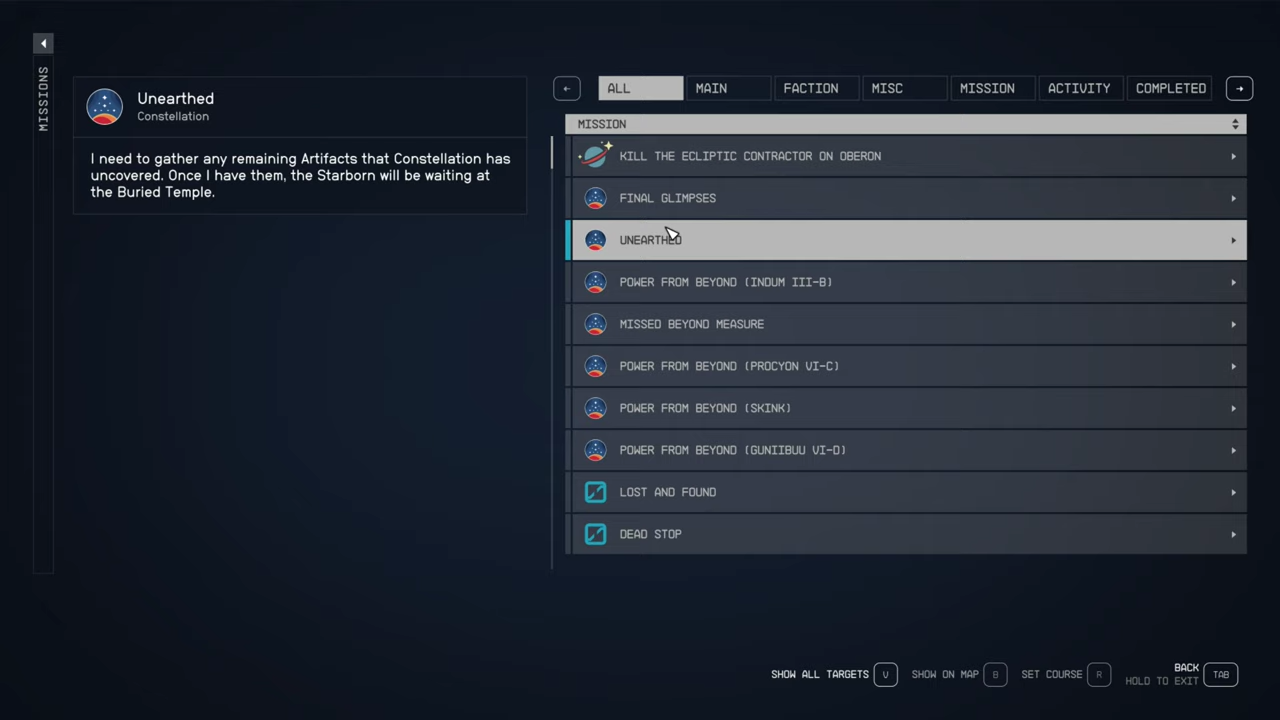 MISSIONS
Unearthed
Constellation
I need to gather any remaining Artifacts that Constellation has
uncovered. Once I have them, the Starborn will be waiting at
the Buried Temple.
ALL MAIN FACTION MISC MISSION ACTIVITY COMPLETED
MISSION
KILL THE ECLIPTIC CONTRACTOR ON OBERON
FINAL GLIMPSES
UNEARTHED
POWER FROM BEYOND (INDUM III-B)
MISSED BEYOND MEASURE
POWER FROM BEYOND (PROCYON VI-C)
POWER FROM BEYOND (SKINK)
POWER FROM BEYOND (GUNIIBUU VI-D)
LOST AND FOUND
DEAD STOP
SHOW ALL TARGETS V SHOW ON MAP B SET COURSE R BACK TAB
HOLD TO EXIT